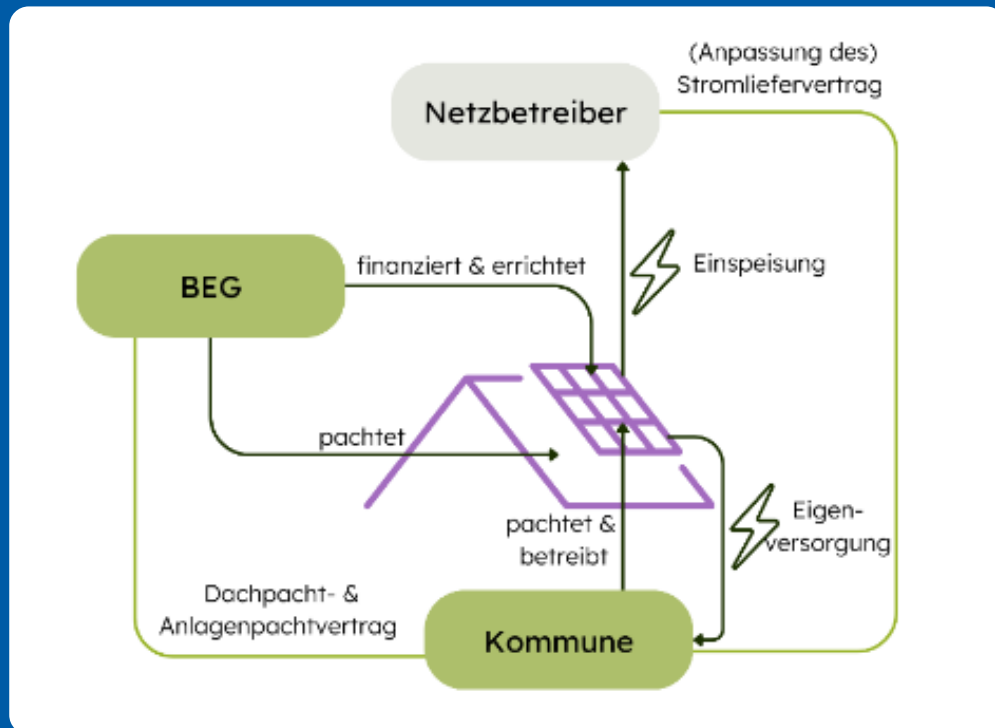 (Anpassung des)
Stromliefervertrag
Netzbetreiber
BEG
finanziert & errichtet
Einspeisung
pachtet
pachtet &
betreibt
Eigen-
versorgung
Dachpacht- &
Anlagenpachtvertrag
Kommune